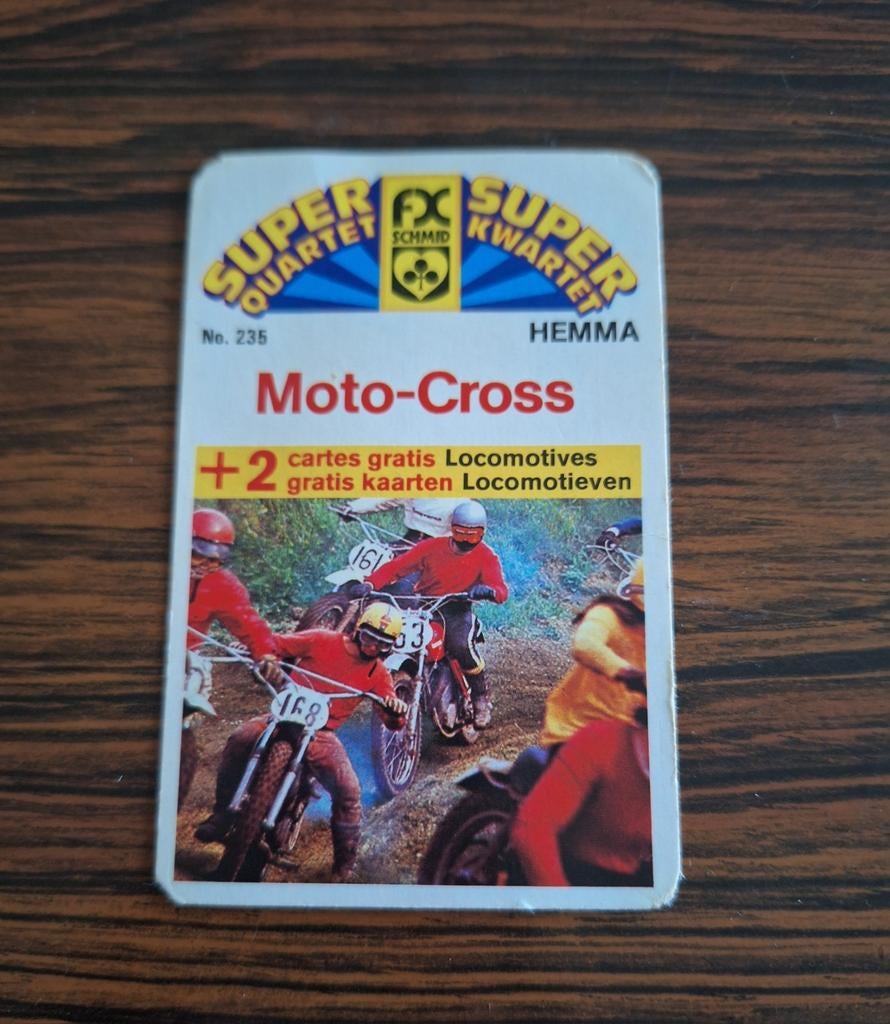 SUPER QUARTET
FX SCHMID
SUPER KWARTET
No. 235
HEMMA
Moto-Cross
+2 cartes gratis Locomotives
gratis kaarten Locomotieven
161
53
168